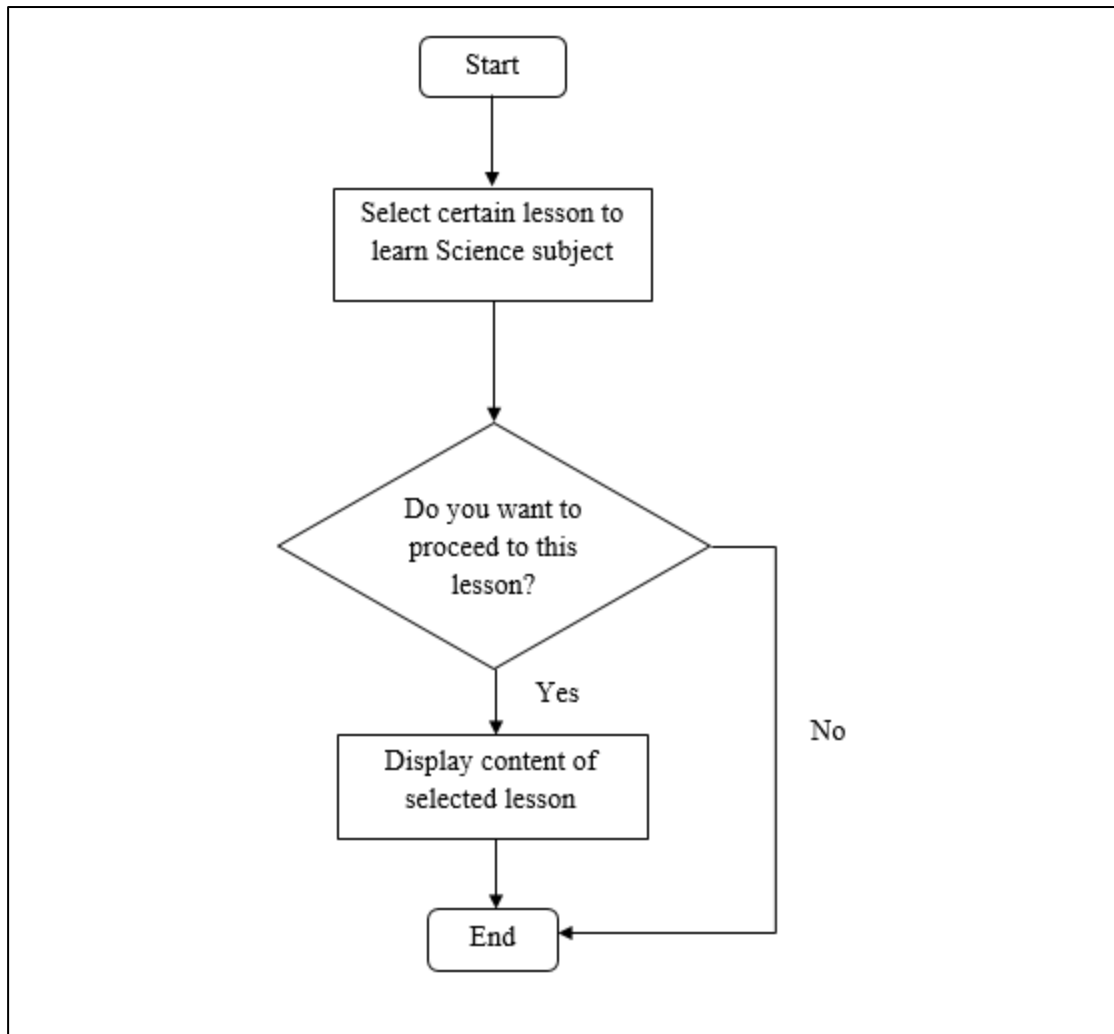 Start
Select certain lesson to
learn Science subject
Do you want to
proceed to this
lesson?
Yes
No
Display content of
selected lesson
End